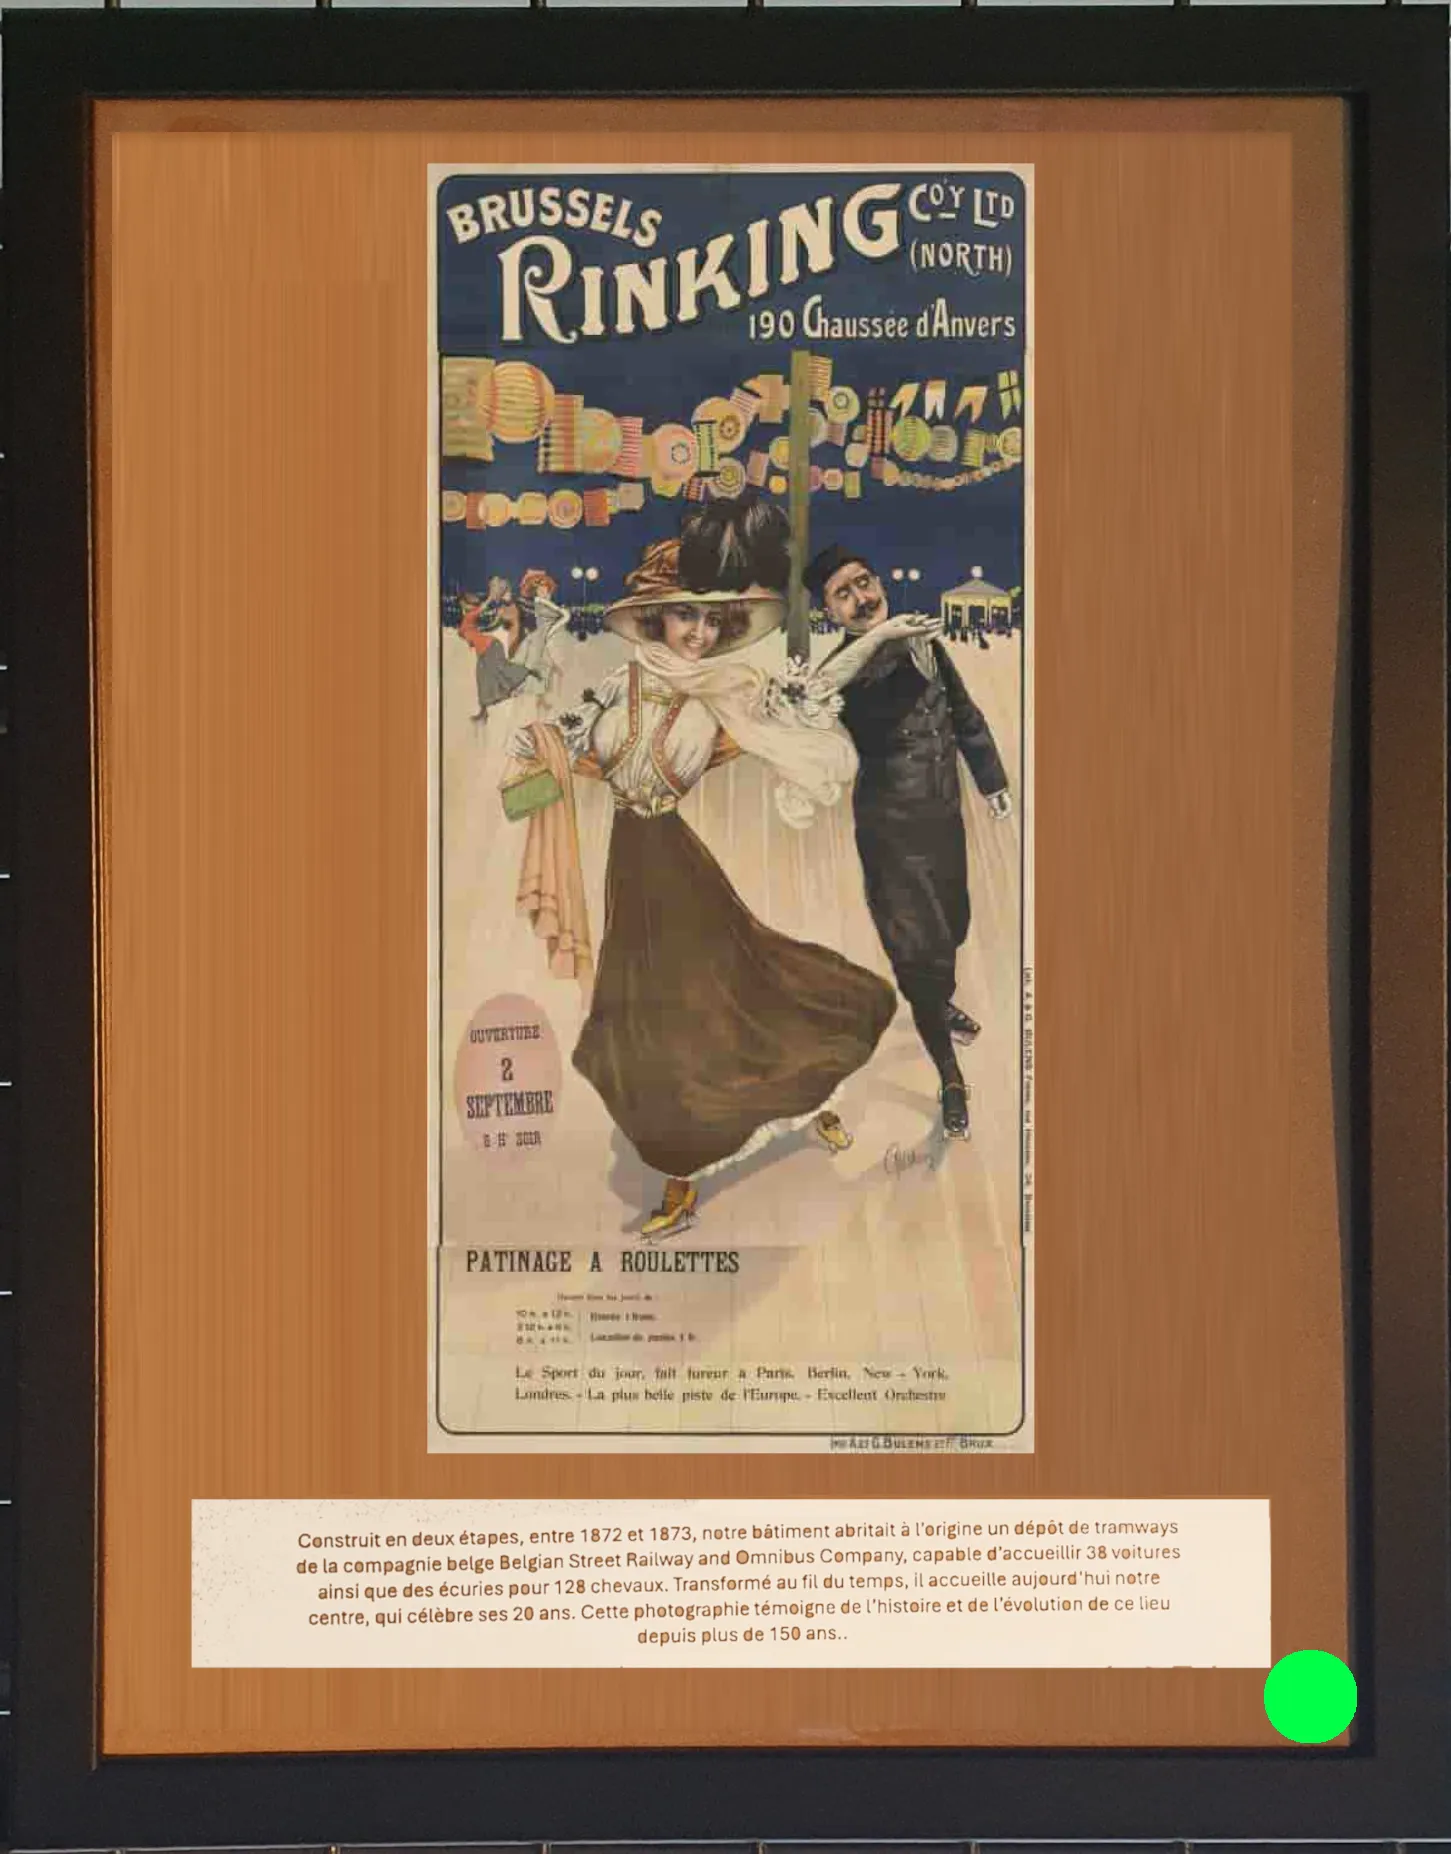 BRUSSELS
RINKING
CO'Y LTD
(NORTH)
190 Chaussée d'Anvers
OUVERTURE
2
SEPTEMBRE
8 Hˢ SOIR
PATINAGE A ROULETTES
Le Sport du jour, fait fureur a Paris, Berlin, New - York,
Londres. - La plus belle piste de l'Europe. - Excellent Orchestre
Construit en deux étapes, entre 1872 et 1873, notre bâtiment abritait à l'origine un dépôt de tramways
de la compagnie belge Belgian Street Railway and Omnibus Company, capable d'accueillir 38 voitures
ainsi que des écuries pour 128 chevaux. Transformé au fil du temps, il accueille aujourd'hui notre
centre, qui célèbre ses 20 ans. Cette photographie témoigne de l'histoire et de l'évolution de ce lieu
depuis plus de 150 ans..